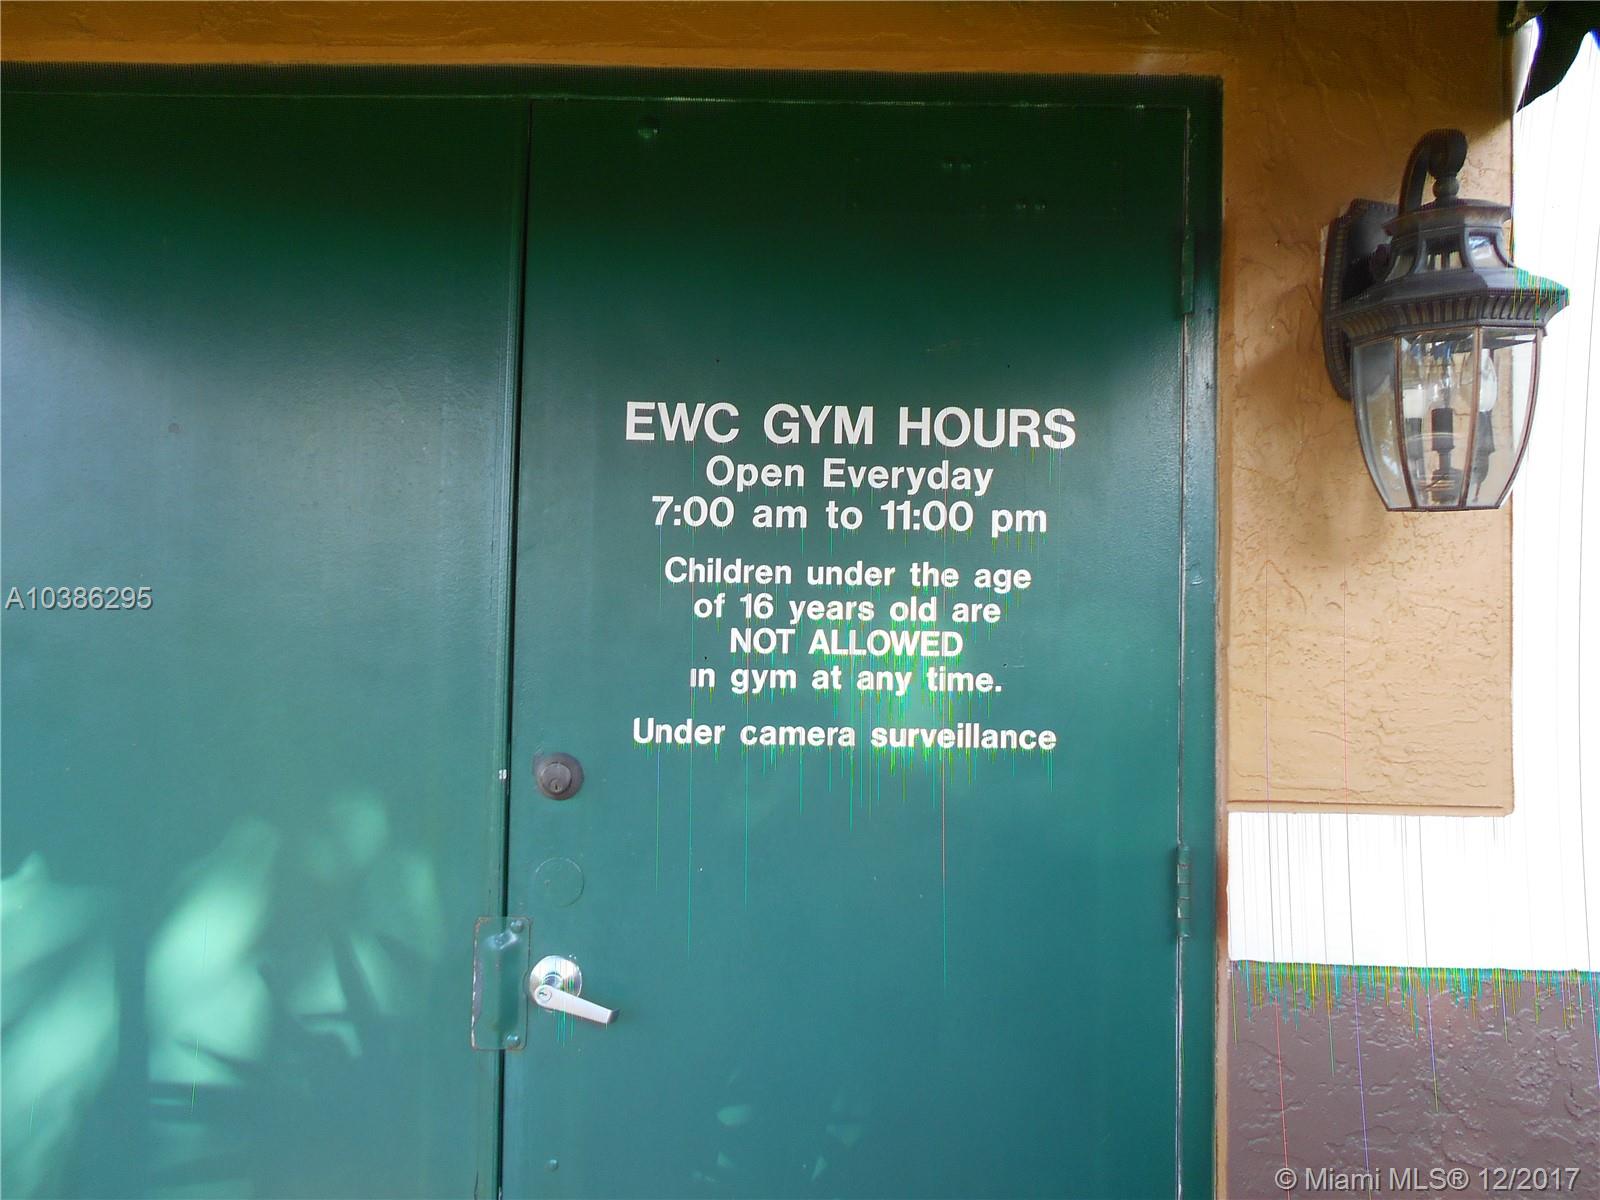 EWC GYM HOURS
Open Everyday
7:00 am to 11:00 pm
Children under the age
of 16 years old are
NOT ALLOWED
in gym at any time.
Under camera surveillance
A10386295
© Miami MLS® 12/2017